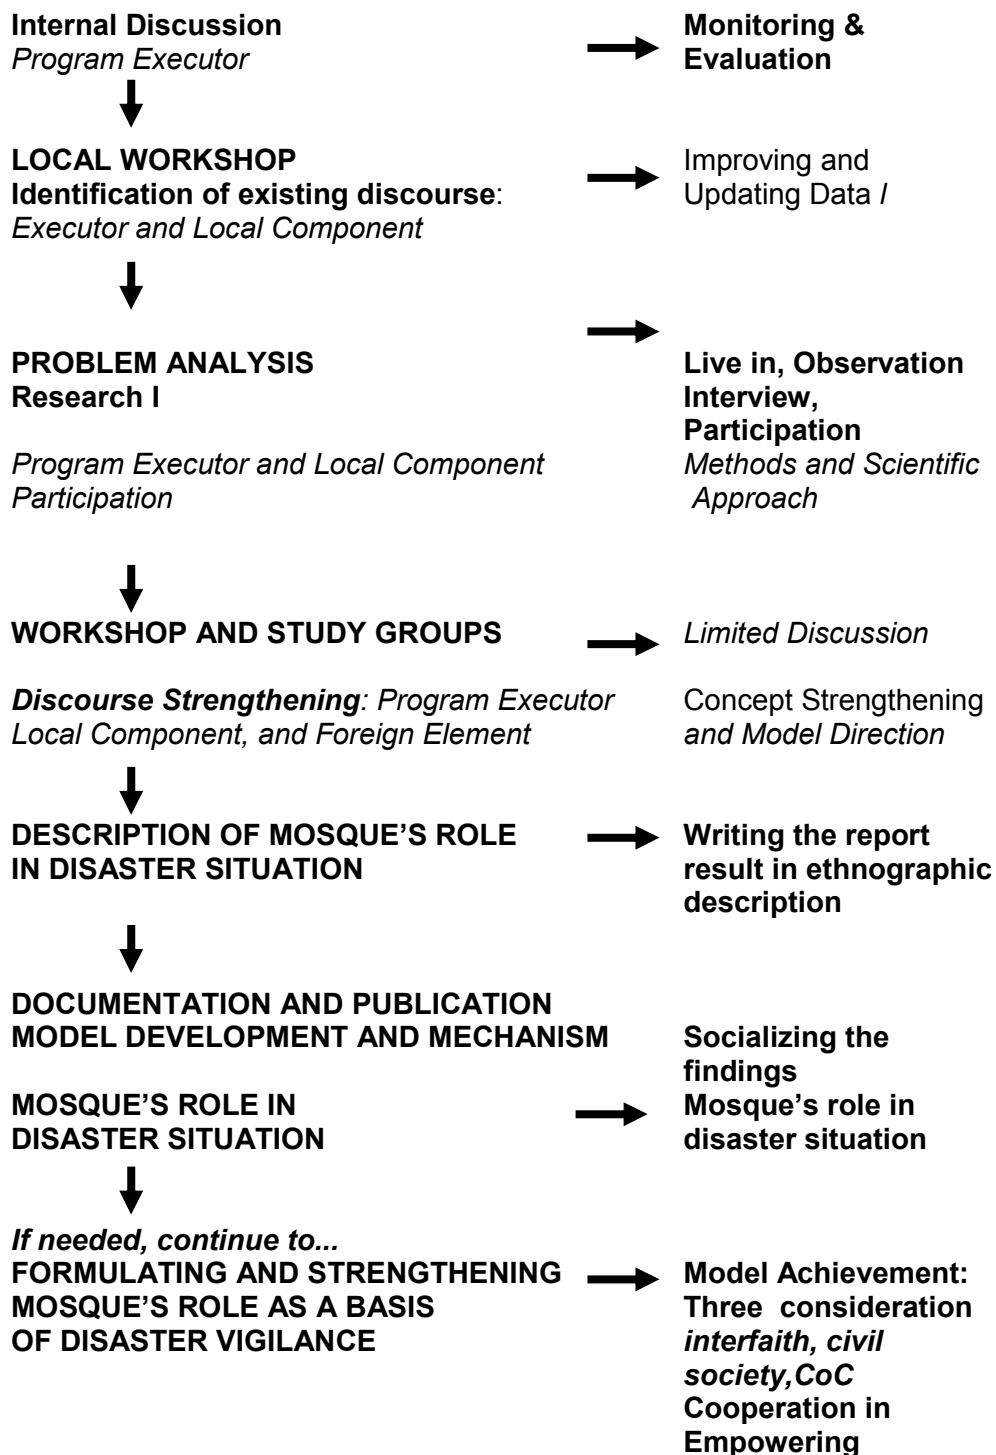 Internal Discussion
Program Executor
Monitoring &
Evaluation
LOCAL WORKSHOP
Identification of existing discourse:
Executor and Local Component
Improving and
Updating Data I
PROBLEM ANALYSIS
Research I
Program Executor and Local Component
Participation
Live in, Observation
Interview,
Participation
Methods and Scientific
Approach
WORKSHOP AND STUDY GROUPS
Limited Discussion
Discourse Strengthening: Program Executor
Local Component, and Foreign Element
Concept Strengthening
and Model Direction
DESCRIPTION OF MOSQUE’S ROLE
IN DISASTER SITUATION
Writing the report
result in ethnographic
description
DOCUMENTATION AND PUBLICATION
MODEL DEVELOPMENT AND MECHANISM
MOSQUE’S ROLE IN
DISASTER SITUATION
Socializing the
findings
Mosque’s role in
disaster situation
If needed, continue to...
FORMULATING AND STRENGTHENING
MOSQUE’S ROLE AS A BASIS
OF DISASTER VIGILANCE
Model Achievement:
Three consideration
interfaith, civil
society,CoC
Cooperation in
Empowering